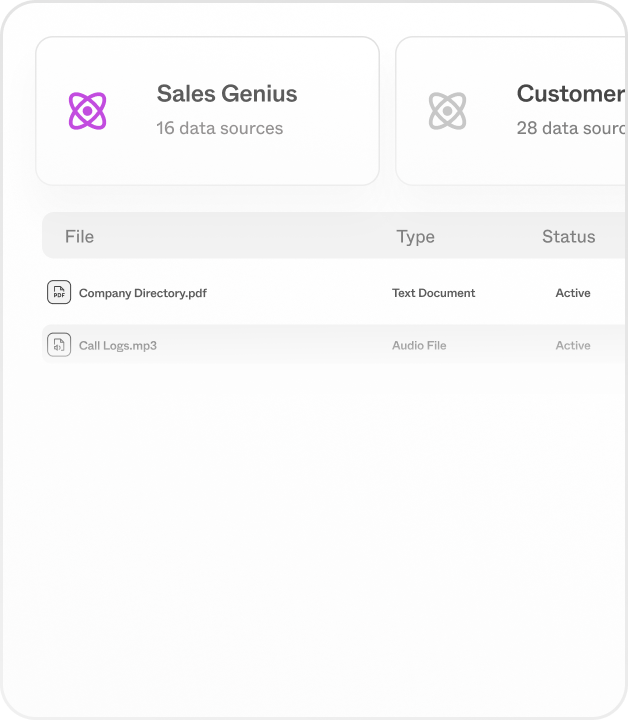 Sales Genius
16 data sources
Customer
28 data sourc
File Type Status
PDF Company Directory.pdf Text Document Active
Call Logs.mp3 Audio File Active